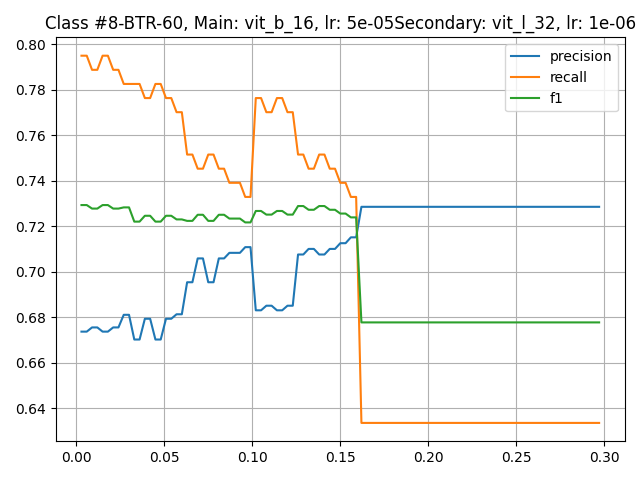 Class #8-BTR-60, Main: vit_b_16, lr: 5e-05Secondary: vit_l_32, lr: 1e-06
precision
recall
f1
0.80
0.78
0.76
0.74
0.72
0.70
0.68
0.66
0.64
0.00 0.05 0.10 0.15 0.20 0.25 0.30